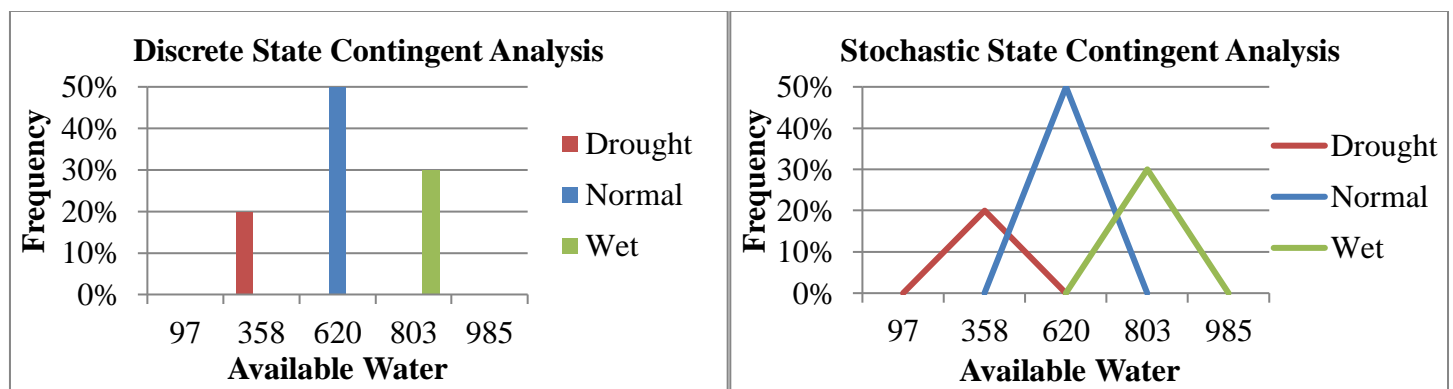 Discrete State Contingent Analysis
50%
40%
30%
20%
10%
0%
Frequency
97 358 620 803 985
Available Water
Drought
Normal
Wet
Stochastic State Contingent Analysis
50%
40%
30%
20%
10%
0%
Frequency
97 358 620 803 985
Available Water
Drought
Normal
Wet